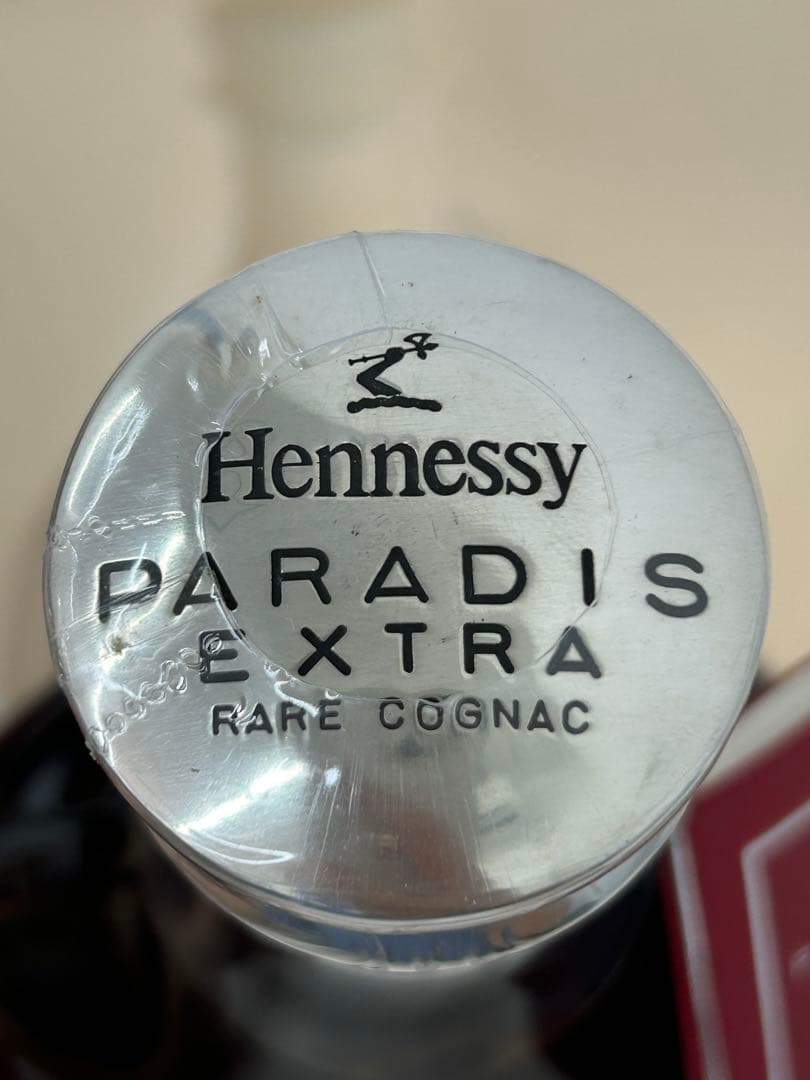 Hennessy
PARADIS
EXTRA
RARE COGNAC